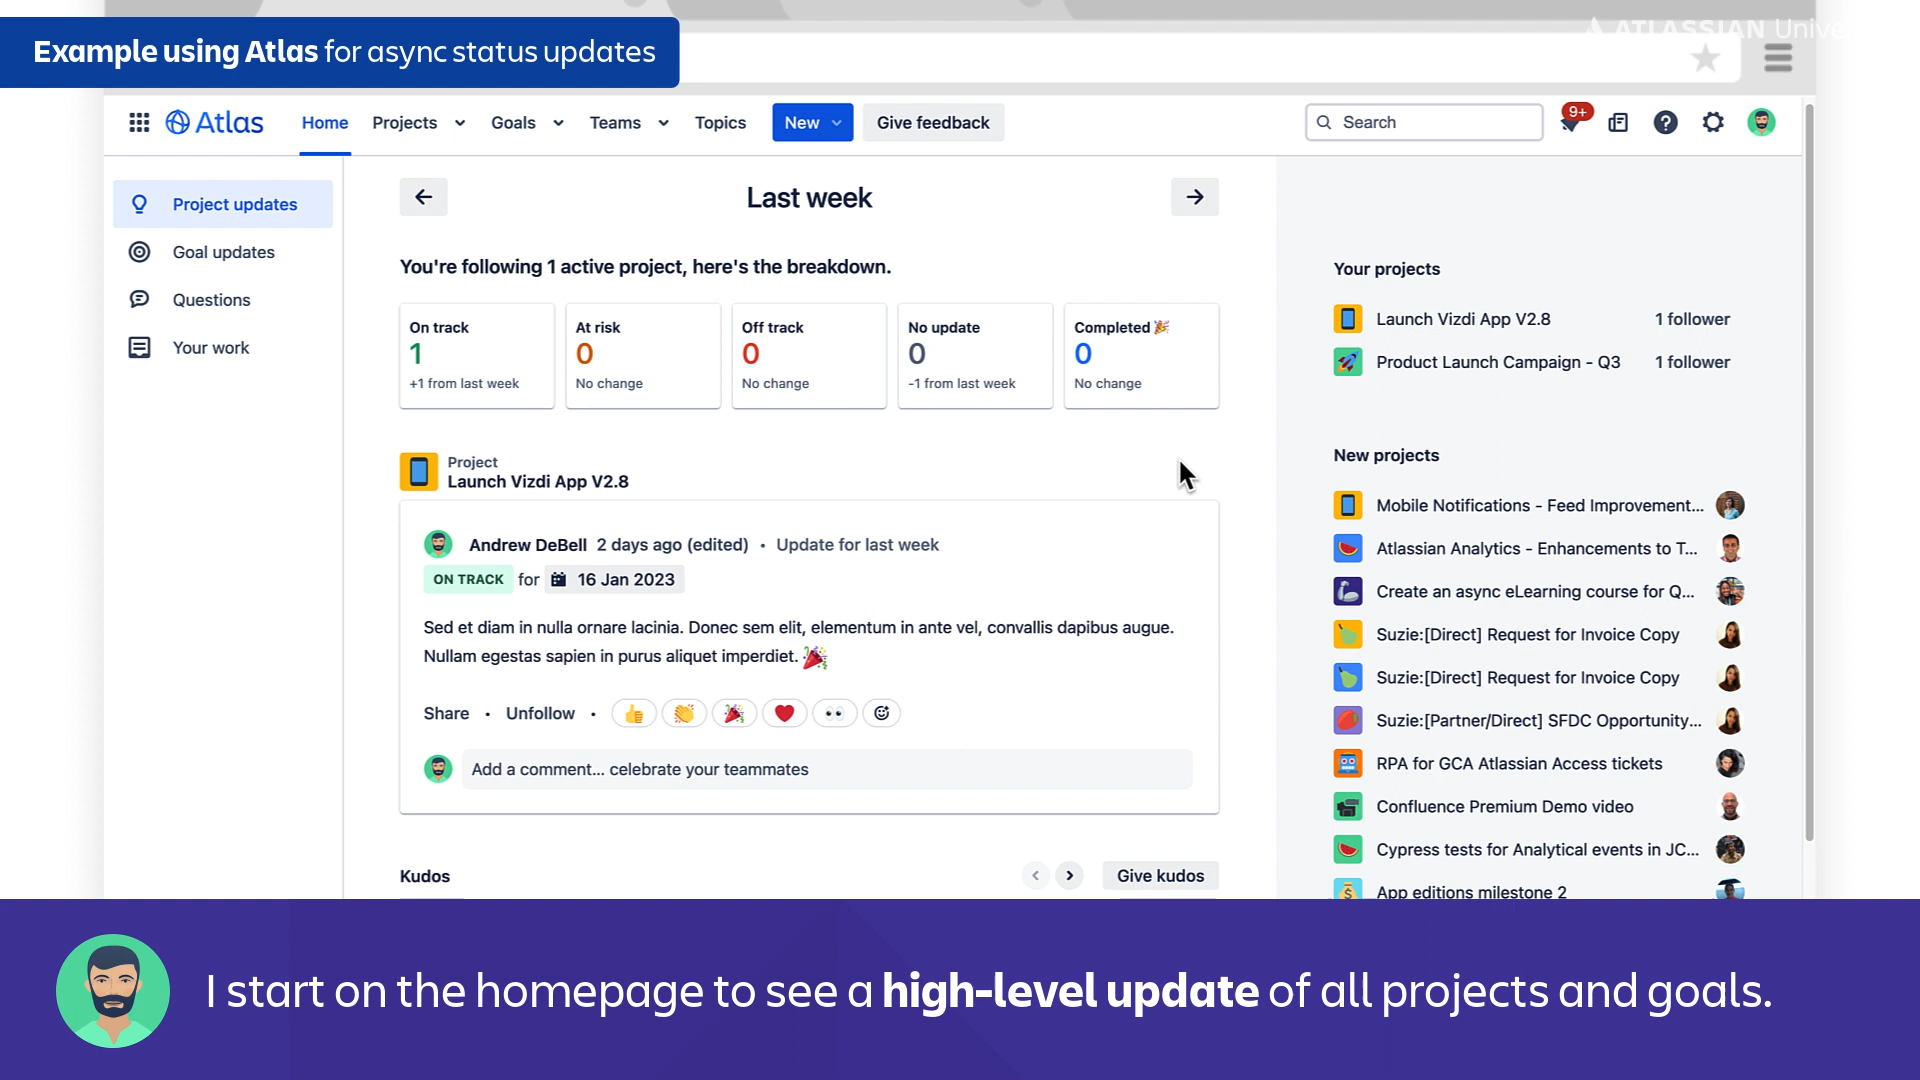 Example using Atlas for async status updates
ATLASSIAN
Atlas
Home
Projects
Goals
Teams
Topics
New
Give feedback
Search
9+
Project updates
Goal updates
Questions
Your work
Last week
You're following 1 active project, here's the breakdown.
On track
1
+1 from last week
At risk
0
No change
Off track
0
No change
No update
0
-1 from last week
Completed
0
No change
Project
Launch Vizdi App V2.8
Andrew DeBell 2 days ago (edited) • Update for last week
ON TRACK for 16 Jan 2023
Sed et diam in nulla ornare lacinia. Donec sem elit, elementum in ante vel, convallis dapibus augue.
Nullam egestas sapien in purus aliquet imperdiet.
Share • Unfollow •
Add a comment... celebrate your teammates
Kudos
Give kudos
Your projects
Launch Vizdi App V2.8 1 follower
Product Launch Campaign - Q3 1 follower
New projects
Mobile Notifications - Feed Improvement...
Atlassian Analytics - Enhancements to T...
Create an async eLearning course for Q...
Suzie:[Direct] Request for Invoice Copy
Suzie:[Direct] Request for Invoice Copy
Suzie:[Partner/Direct] SFDC Opportunity...
RPA for GCA Atlassian Access tickets
Confluence Premium Demo video
Cypress tests for Analytical events in JC...
App editions milestone 2
I start on the homepage to see a high-level update of all projects and goals.